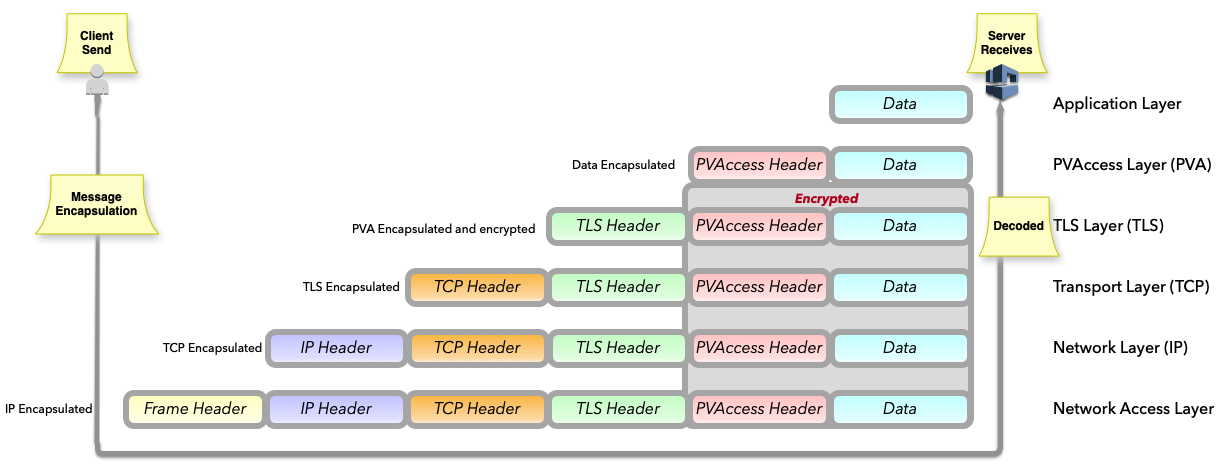 Client
Send
Server
Receives
Data
Application Layer
Data Encapsulated
PVAccess Header
Data
PVAccess Layer (PVA)
Message
Encapsulation
Encrypted
PVA Encapsulated and encrypted
TLS Header
PVAccess Header
Data
Decoded
TLS Layer (TLS)
TLS Encapsulated
TCP Header
TLS Header
PVAccess Header
Data
Transport Layer (TCP)
TCP Encapsulated
IP Header
TCP Header
TLS Header
PVAccess Header
Data
Network Layer (IP)
IP Encapsulated
Frame Header
IP Header
TCP Header
TLS Header
PVAccess Header
Data
Network Access Layer